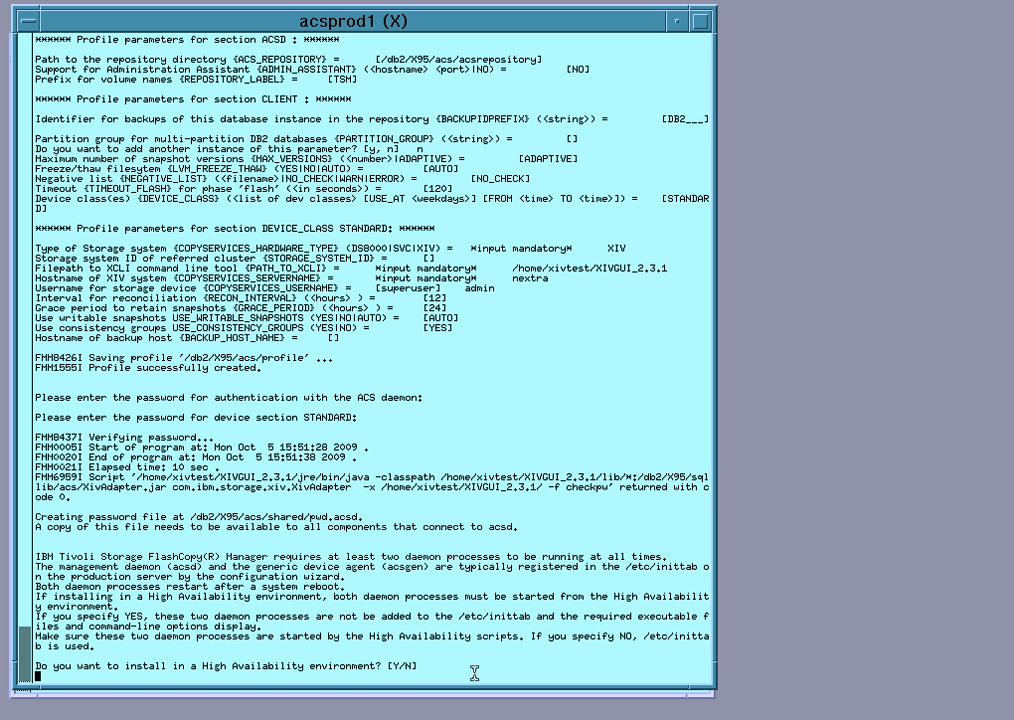 acsprod1 (X)
****** Profile parameters for section ACSD : ******
Path to the repository directory {ACS_REPOSITORY} = [/db2/X95/acs/acsrepository]
Support for Administration Assistant {ADMIN_ASSISTANT} (<hostname> <port>|NO) = [NO]
Prefix for volume names {REPOSITORY_LABEL} = [TSM]
****** Profile parameters for section CLIENT : ******
Identifier for backups of this database instance in the repository {BACKUPIDPREFIX} (<string>) = [DB2___]
Partition group for multi-partition DB2 databases {PARTITION_GROUP} (<string>) = []
Do you want to add another instance of this parameter? [y, n] n
Maximum number of snapshot versions {MAX_VERSIONS} (<number>|ADAPTIVE) = [ADAPTIVE]
Freeze/thaw filesytem {LVM_FREEZE_THAW} (YES|NO|AUTO) = [AUTO]
Negative list {NEGATIVE_LIST} (<filename>|NO_CHECK|WARN|ERROR) = [NO_CHECK]
Timeout {TIMEOUT_FLASH} for phase 'flash' (<in seconds>) = [120]
Device class(es) {DEVICE_CLASS} (<list of dev classes> [USE_AT <weekdays>] [FROM <time> TO <time>]) = [STANDAR
D]
****** Profile parameters for section DEVICE_CLASS STANDARD: ******
Type of Storage system {COPYSERVICES_HARDWARE_TYPE} (DS8000|SVC|XIV) = *input mandatory* XIV
Storage system ID of referred cluster {STORAGE_SYSTEM_ID} = []
Filepath to XCLI command line tool {PATH_TO_XCLI} = *input mandatory* /home/xivtest/XIVGUI_2.3.1
Hostname of XIV system {COPYSERVICES_SERVERNAME} = *input mandatory* nextra
Username for storage device {COPYSERVICES_USERNAME} = [superuser] admin
Interval for reconciliation {RECON_INTERVAL} (<hours> ) = [12]
Grace period to retain snapshots {GRACE_PERIOD} (<hours> ) = [24]
Use writable snapshots USE_WRITABLE_SNAPSHOTS (YES|NO|AUTO) = [AUTO]
Use consistency groups USE_CONSISTENCY_GROUPS (YES|NO) = [YES]
Hostname of backup host {BACKUP_HOST_NAME} = []
FMM8426I Saving profile '/db2/X95/acs/profile' ...
FMM1555I Profile successfully created.
Please enter the password for authentication with the ACS daemon:
Please enter the password for device section STANDARD:
FMM8437I Verifying password...
FMM0005I Start of program at: Mon Oct  5 15:51:28 2009 .
FMM0020I End of program at: Mon Oct  5 15:51:38 2009 .
FMM0021I Elapsed time: 10 sec .
FMM6959I Script '/home/xivtest/XIVGUI_2.3.1/jre/bin/java -classpath /home/xivtest/XIVGUI_2.3.1/lib/*:/db2/X95/sql
lib/acs/XivAdapter.jar com.ibm.storage.xiv.XivAdapter  -x /home/xivtest/XIVGUI_2.3.1/ -f checkpw' returned with c
ode 0.
Creating password file at /db2/X95/acs/shared/pwd.acsd.
A copy of this file needs to be available to all components that connect to acsd.
IBM Tivoli Storage FlashCopy(R) Manager requires at least two daemon processes to be running at all times.
The management daemon (acsd) and the generic device agent (acsgen) are typically registered in the /etc/inittab o
n the production server by the configuration wizard.
Both daemon processes restart after a system reboot.
If installing in a High Availability environment, both daemon processes must be started from the High Availabilit
y environment.
If you specify YES, these two daemon processes are not be added to the /etc/inittab and the required executable f
iles and command-line options display.
Make sure these two daemon processes are started by the High Availability scripts. If you specify NO, /etc/initta
b is used.
Do you want to install in a High Availability environment? [Y/N]